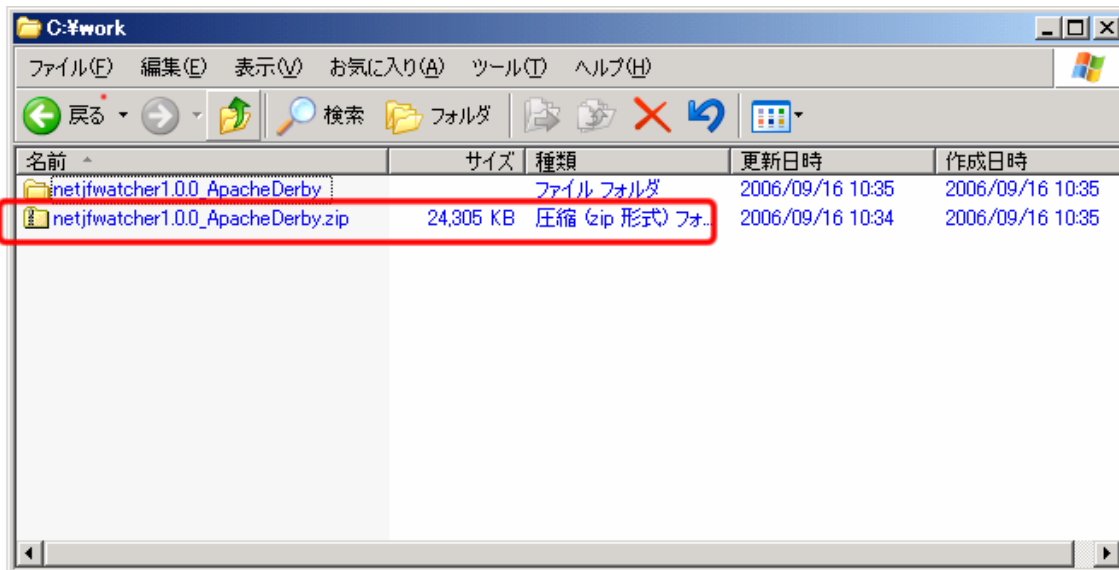 C:¥work
ファイル(F) 編集(E) 表示(V) お気に入り(A) ツール(T) ヘルプ(H)
戻る 検索 フォルダ
名前 サイズ 種類 更新日時 作成日時
netjfwatcher1.0.0_ApacheDerby ファイル フォルダ 2006/09/16 10:35 2006/09/16 10:35
netjfwatcher1.0.0_ApacheDerby.zip 24,305 KB 圧縮 (zip 形式) フォ... 2006/09/16 10:34 2006/09/16 10:35